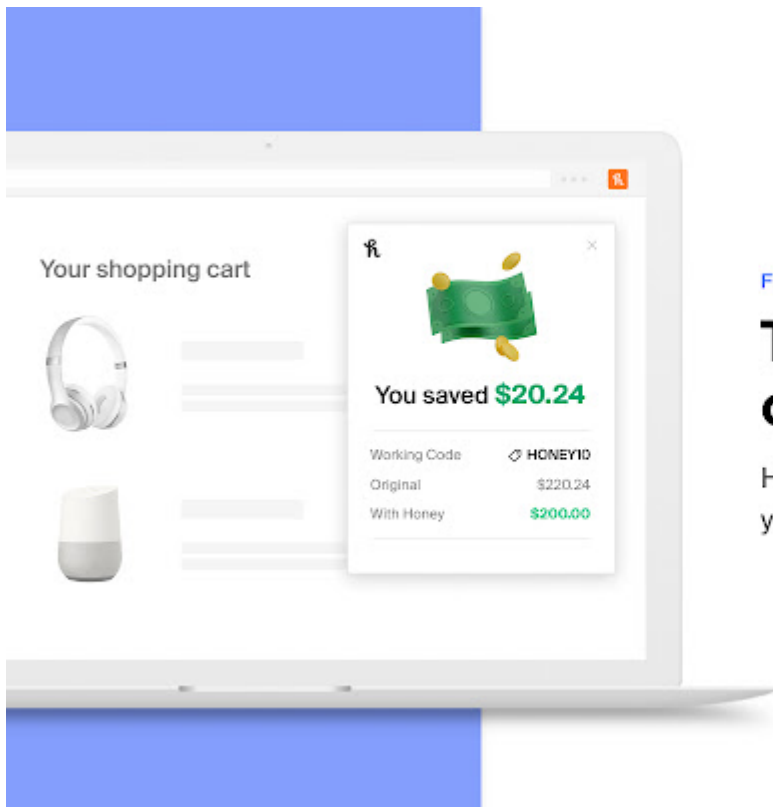 Your shopping cart
You saved $20.24
Working Code HONEY10
Original $220.24
With Honey $200.00